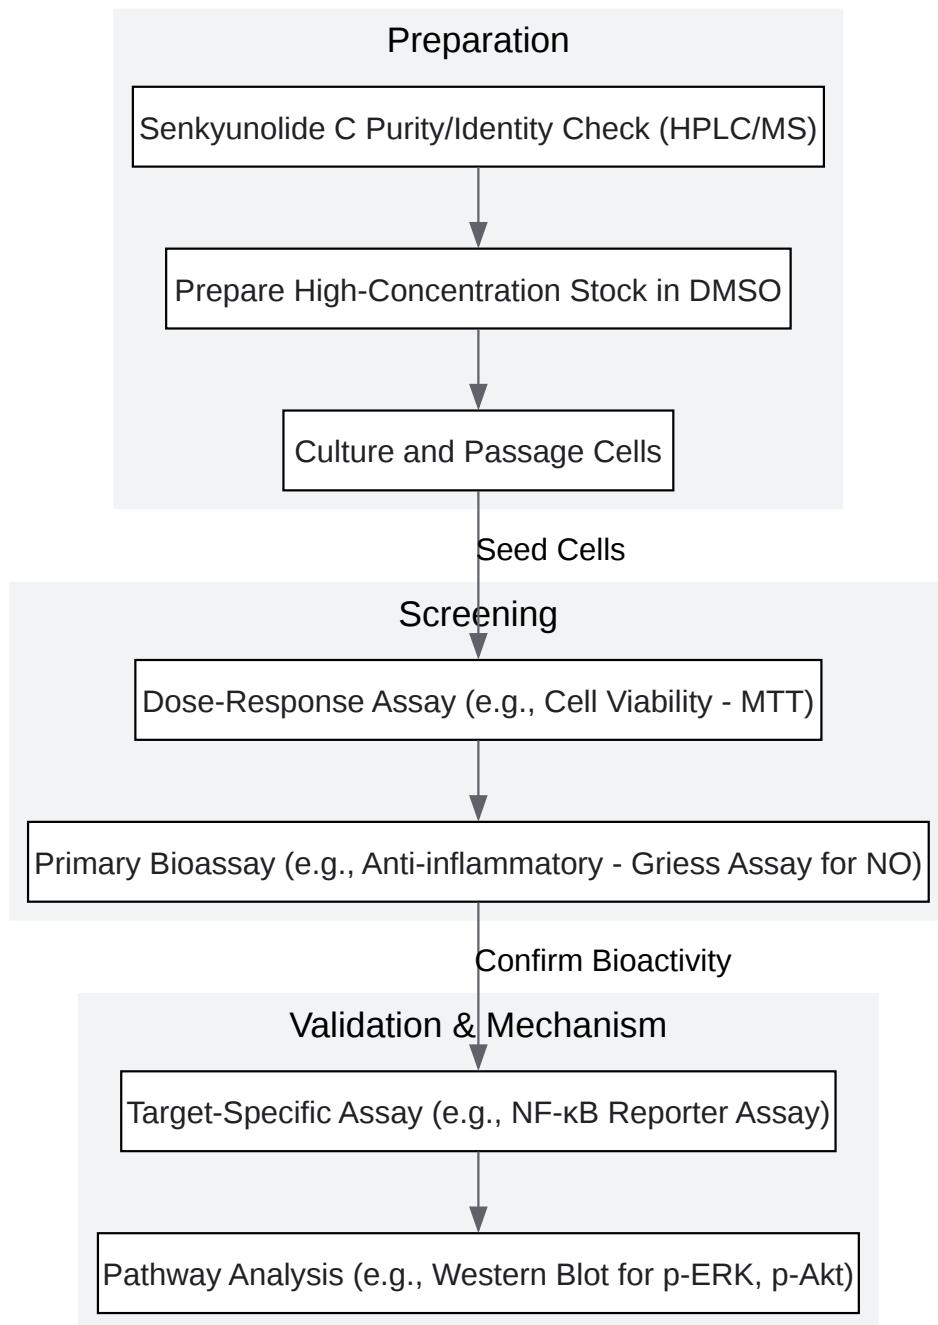 Preparation
Senkyunolide C Purity/Identity Check (HPLC/MS)
Prepare High-Concentration Stock in DMSO
Culture and Passage Cells
Seed Cells
Screening
Dose-Response Assay (e.g., Cell Viability - MTT)
Primary Bioassay (e.g., Anti-inflammatory - Griess Assay for NO)
Confirm Bioactivity
Validation & Mechanism
Target-Specific Assay (e.g., NF-κB Reporter Assay)
Pathway Analysis (e.g., Western Blot for p-ERK, p-Akt)